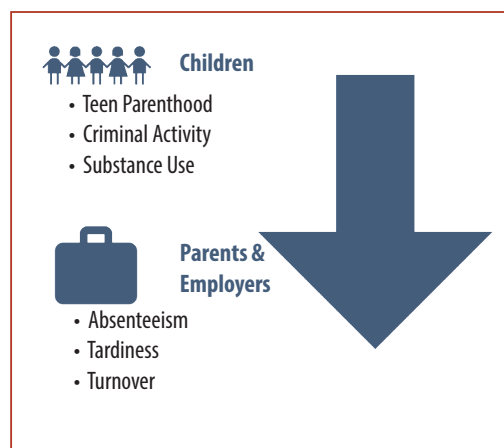 Children
• Teen Parenthood
• Criminal Activity
• Substance Use
Parents &
Employers
• Absenteeism
• Tardiness
• Turnover